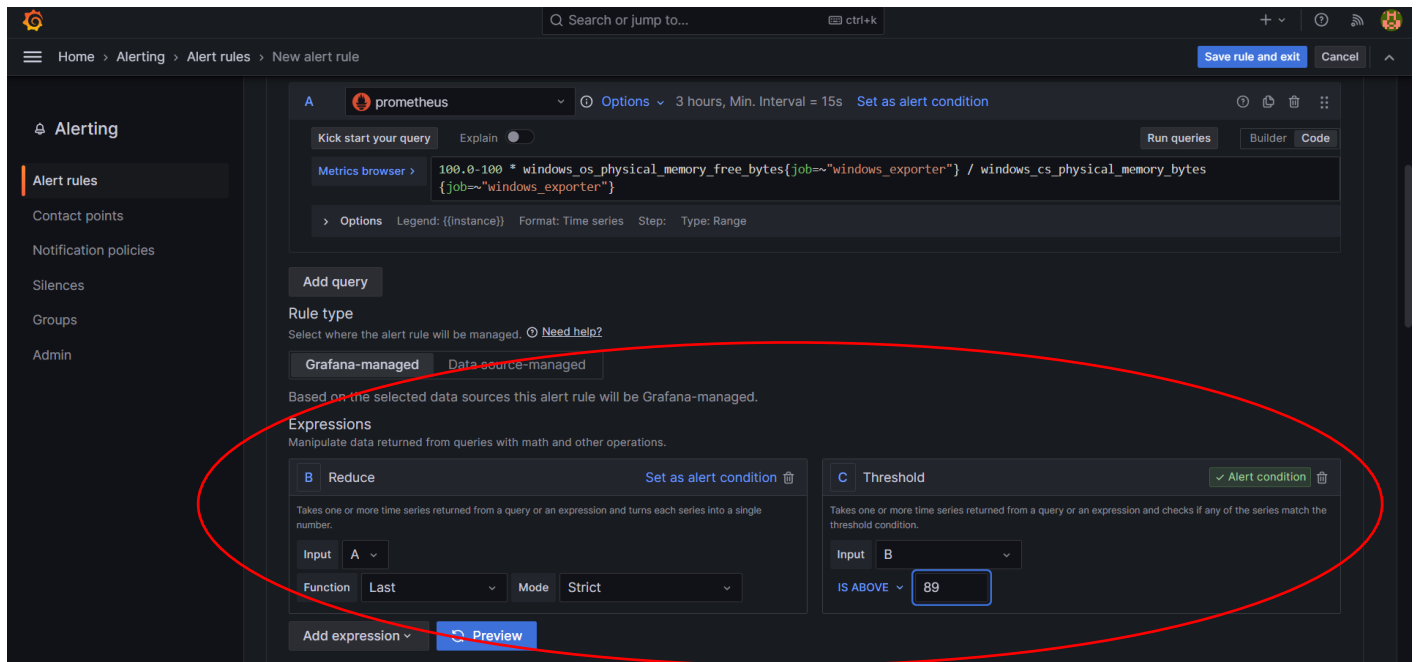 Search or jump to... ctrl+k
Home > Alerting > Alert rules > New alert rule Save rule and exit Cancel
Alerting
Alert rules
Contact points
Notification policies
Silences
Groups
Admin
A prometheus Options 3 hours, Min. Interval = 15s Set as alert condition
Kick start your query Explain Run queries Builder Code
Metrics browser > 100.0-100 * windows_os_physical_memory_free_bytes{job=~"windows_exporter"} / windows_cs_physical_memory_bytes
{job=~"windows_exporter"}
> Options Legend: {{instance}} Format: Time series Step: Type: Range
Add query
Rule type
Select where the alert rule will be managed. Need help?
Grafana-managed Data source-managed
Based on the selected data sources this alert rule will be Grafana-managed.
Expressions
Manipulate data returned from queries with math and other operations.
B Reduce Set as alert condition
Takes one or more time series returned from a query or an expression and turns each series into a single
number.
Input A
Function Last Mode Strict
C Threshold Alert condition
Takes one or more time series returned from a query or an expression and checks if any of the series match the
threshold condition.
Input B
IS ABOVE 89
Add expression Preview